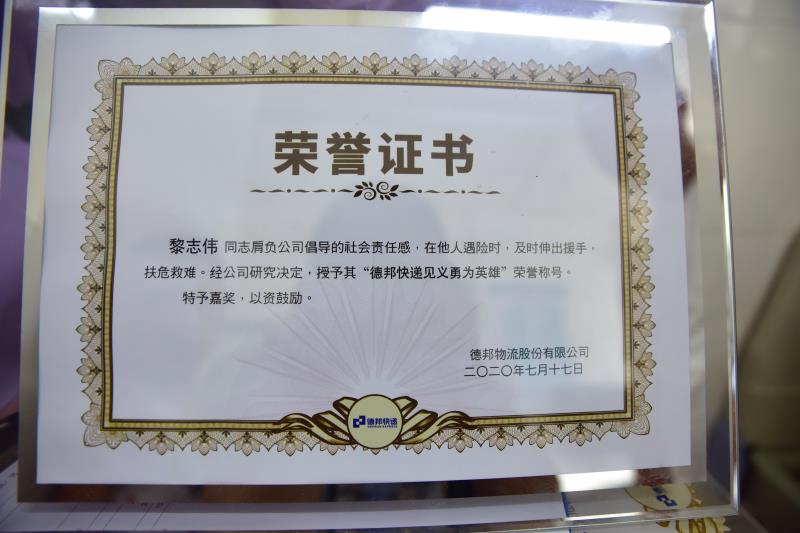 荣誉证书
黎志伟 同志肩负公司倡导的社会责任感，在他人遇险时，及时伸出援手，
扶危救难。经公司研究决定，授予其“德邦快递见义勇为英雄”荣誉称号。
特予嘉奖，以资鼓励。
德邦物流股份有限公司
二〇二〇年七月十七日
德邦快递
DEPPON EXPRESS